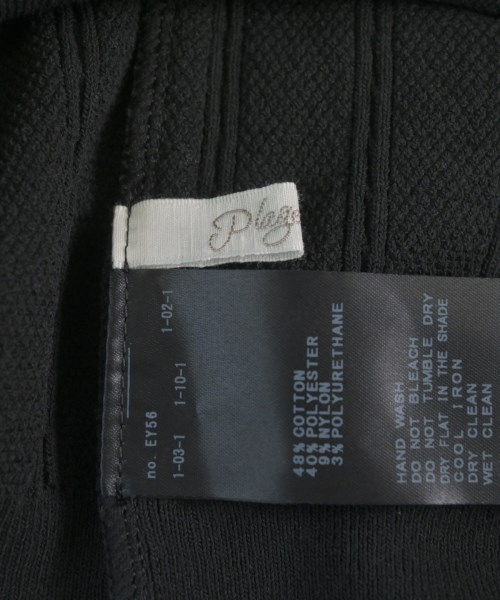 Plage
no. EY56
1-03-1 1-10-1 1-02-1
48% COTTON
40% POLYESTER
9% NYLON
3% POLYURETHANE
HAND WASH
DO NOT BLEACH
DO NOT TUMBLE DRY
DRY FLAT IN THE SHADE
COOL IRON
DRY CLEAN
WET CLEAN